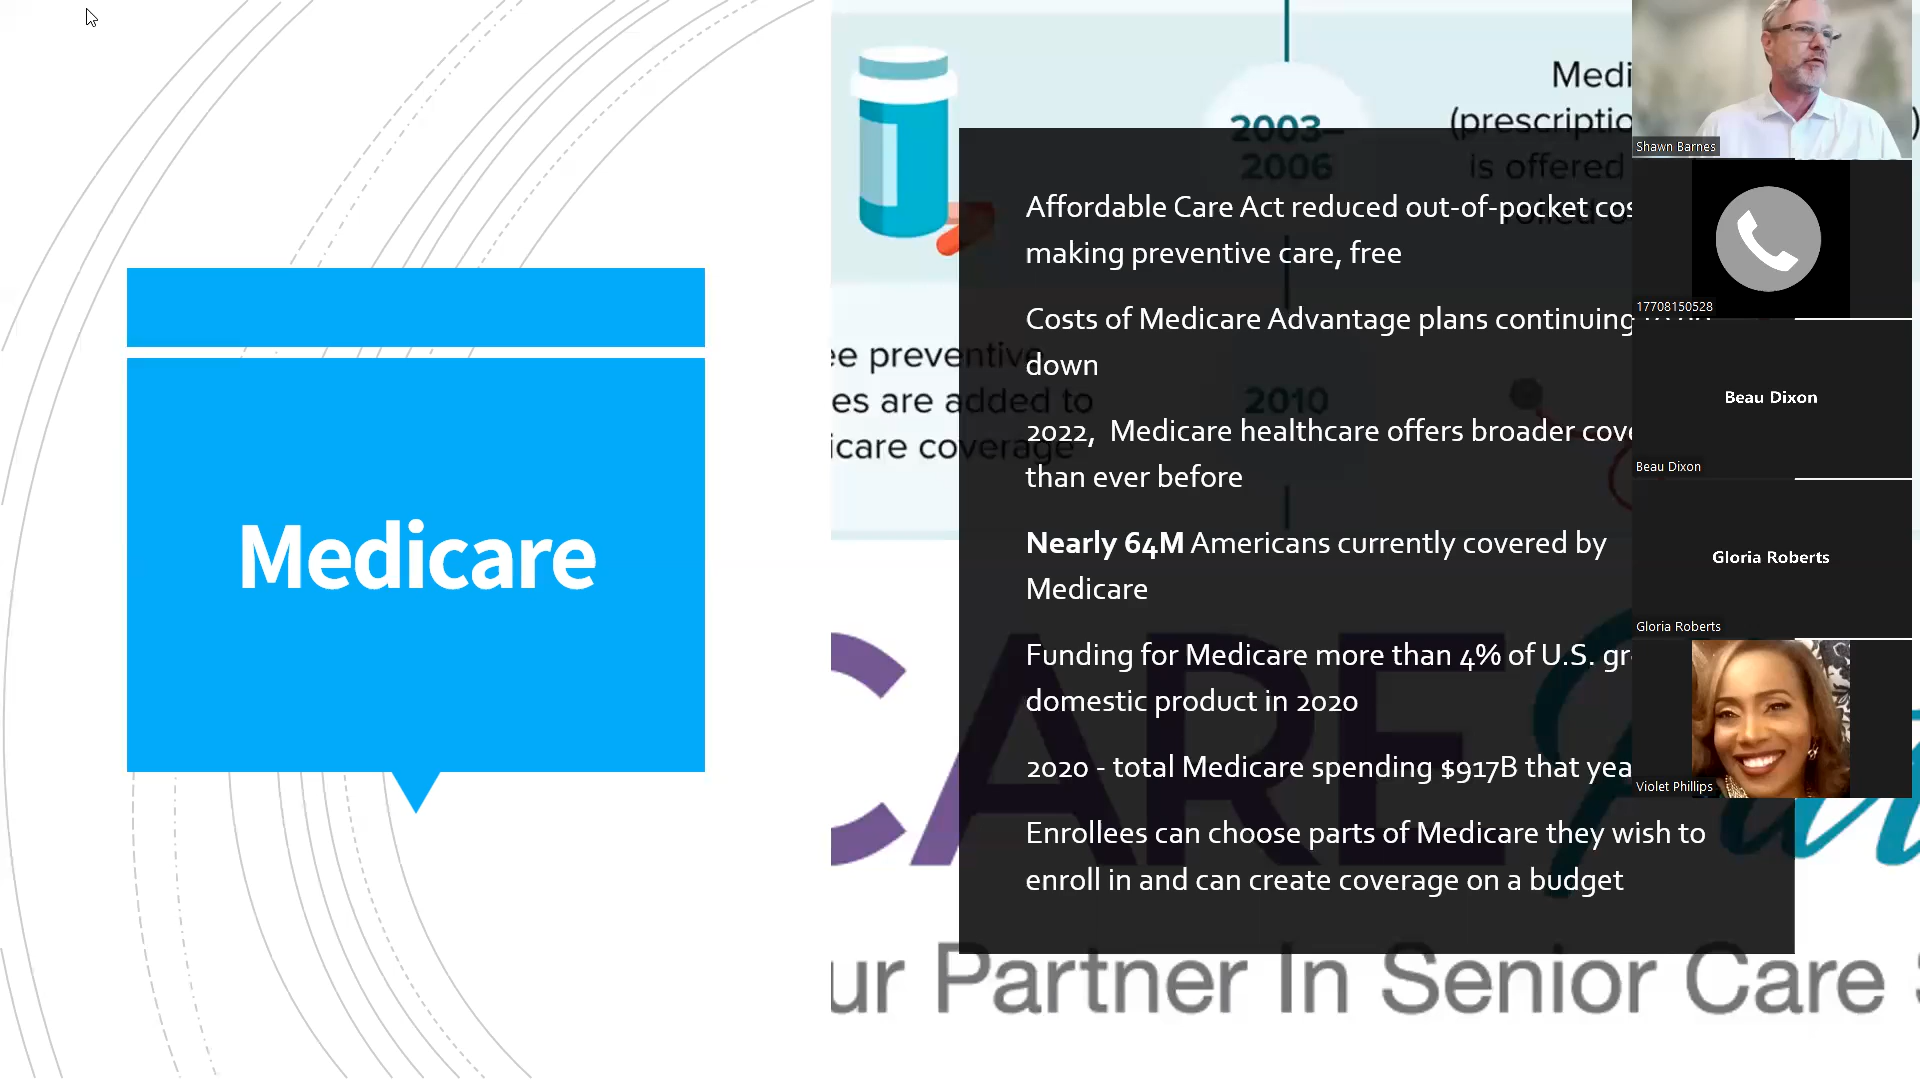 Medicare
2003–
2006
Medi
(prescriptio
is offered
)
ee preventive
es are added to
icare coverage
2010
Affordable Care Act reduced out-of-pocket cos
making preventive care, free
Costs of Medicare Advantage plans continuing to go
down
2022, Medicare healthcare offers broader cov
than ever before
Nearly 64M Americans currently covered by
Medicare
Funding for Medicare more than 4% of U.S. gr
domestic product in 2020
2020 - total Medicare spending $917B that yea
Enrollees can choose parts of Medicare they wish to
enroll in and can create coverage on a budget
CARE
ur Partner In Senior Care
Shawn Barnes
17708150528
Beau Dixon
Beau Dixon
Gloria Roberts
Gloria Roberts
Violet Phillips